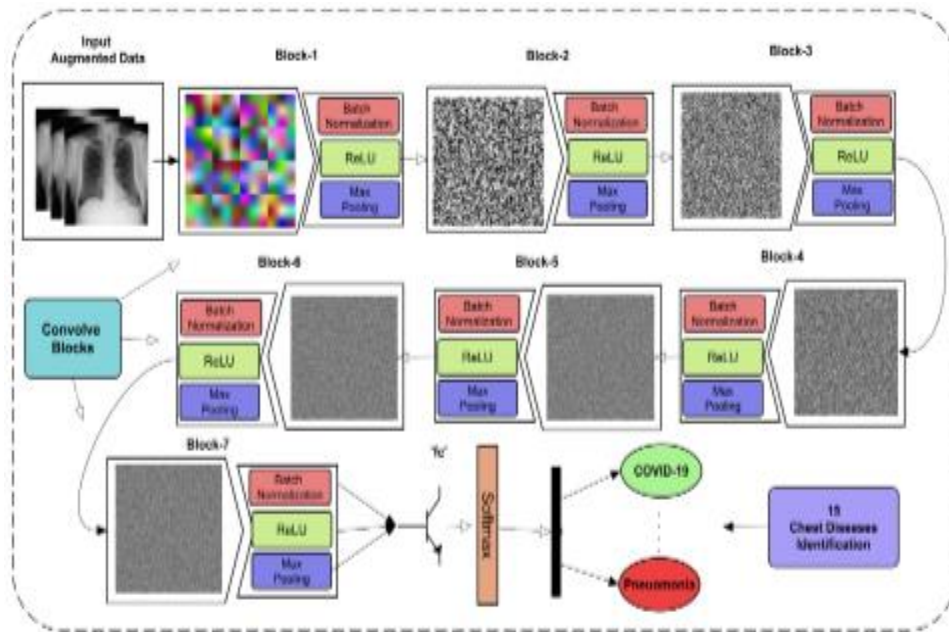 Input
Augmented Data
Block-1
Block-2
Block-3
Batch
Normalization
ReLU
Max
Pooling
Batch
Normalization
ReLU
Max
Pooling
Batch
Normalization
ReLU
Max
Pooling
Block-6
Block-5
Block-4
Convolve
Blocks
Batch
Normalization
ReLU
Max
Pooling
Batch
Normalization
ReLU
Max
Pooling
Batch
Normalization
ReLU
Max
Pooling
Block-7
Batch
Normalization
ReLU
Max
Pooling
'fc'
Softmax
COVID-19
Pneuomonia
15
Chest Diseases
Identification